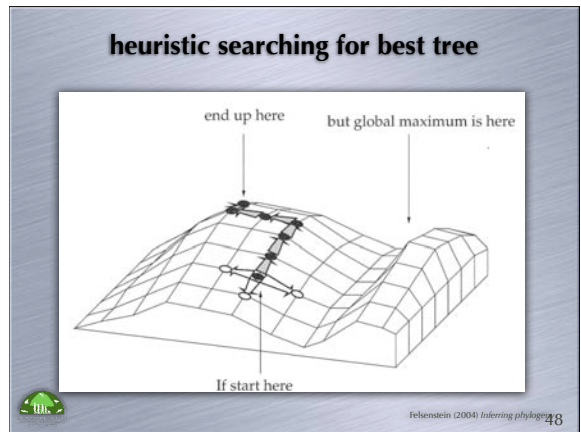 heuristic searching for best tree
end up here
but global maximum is here
If start here
Felsenstein (2004) Inferring phylogeny
48